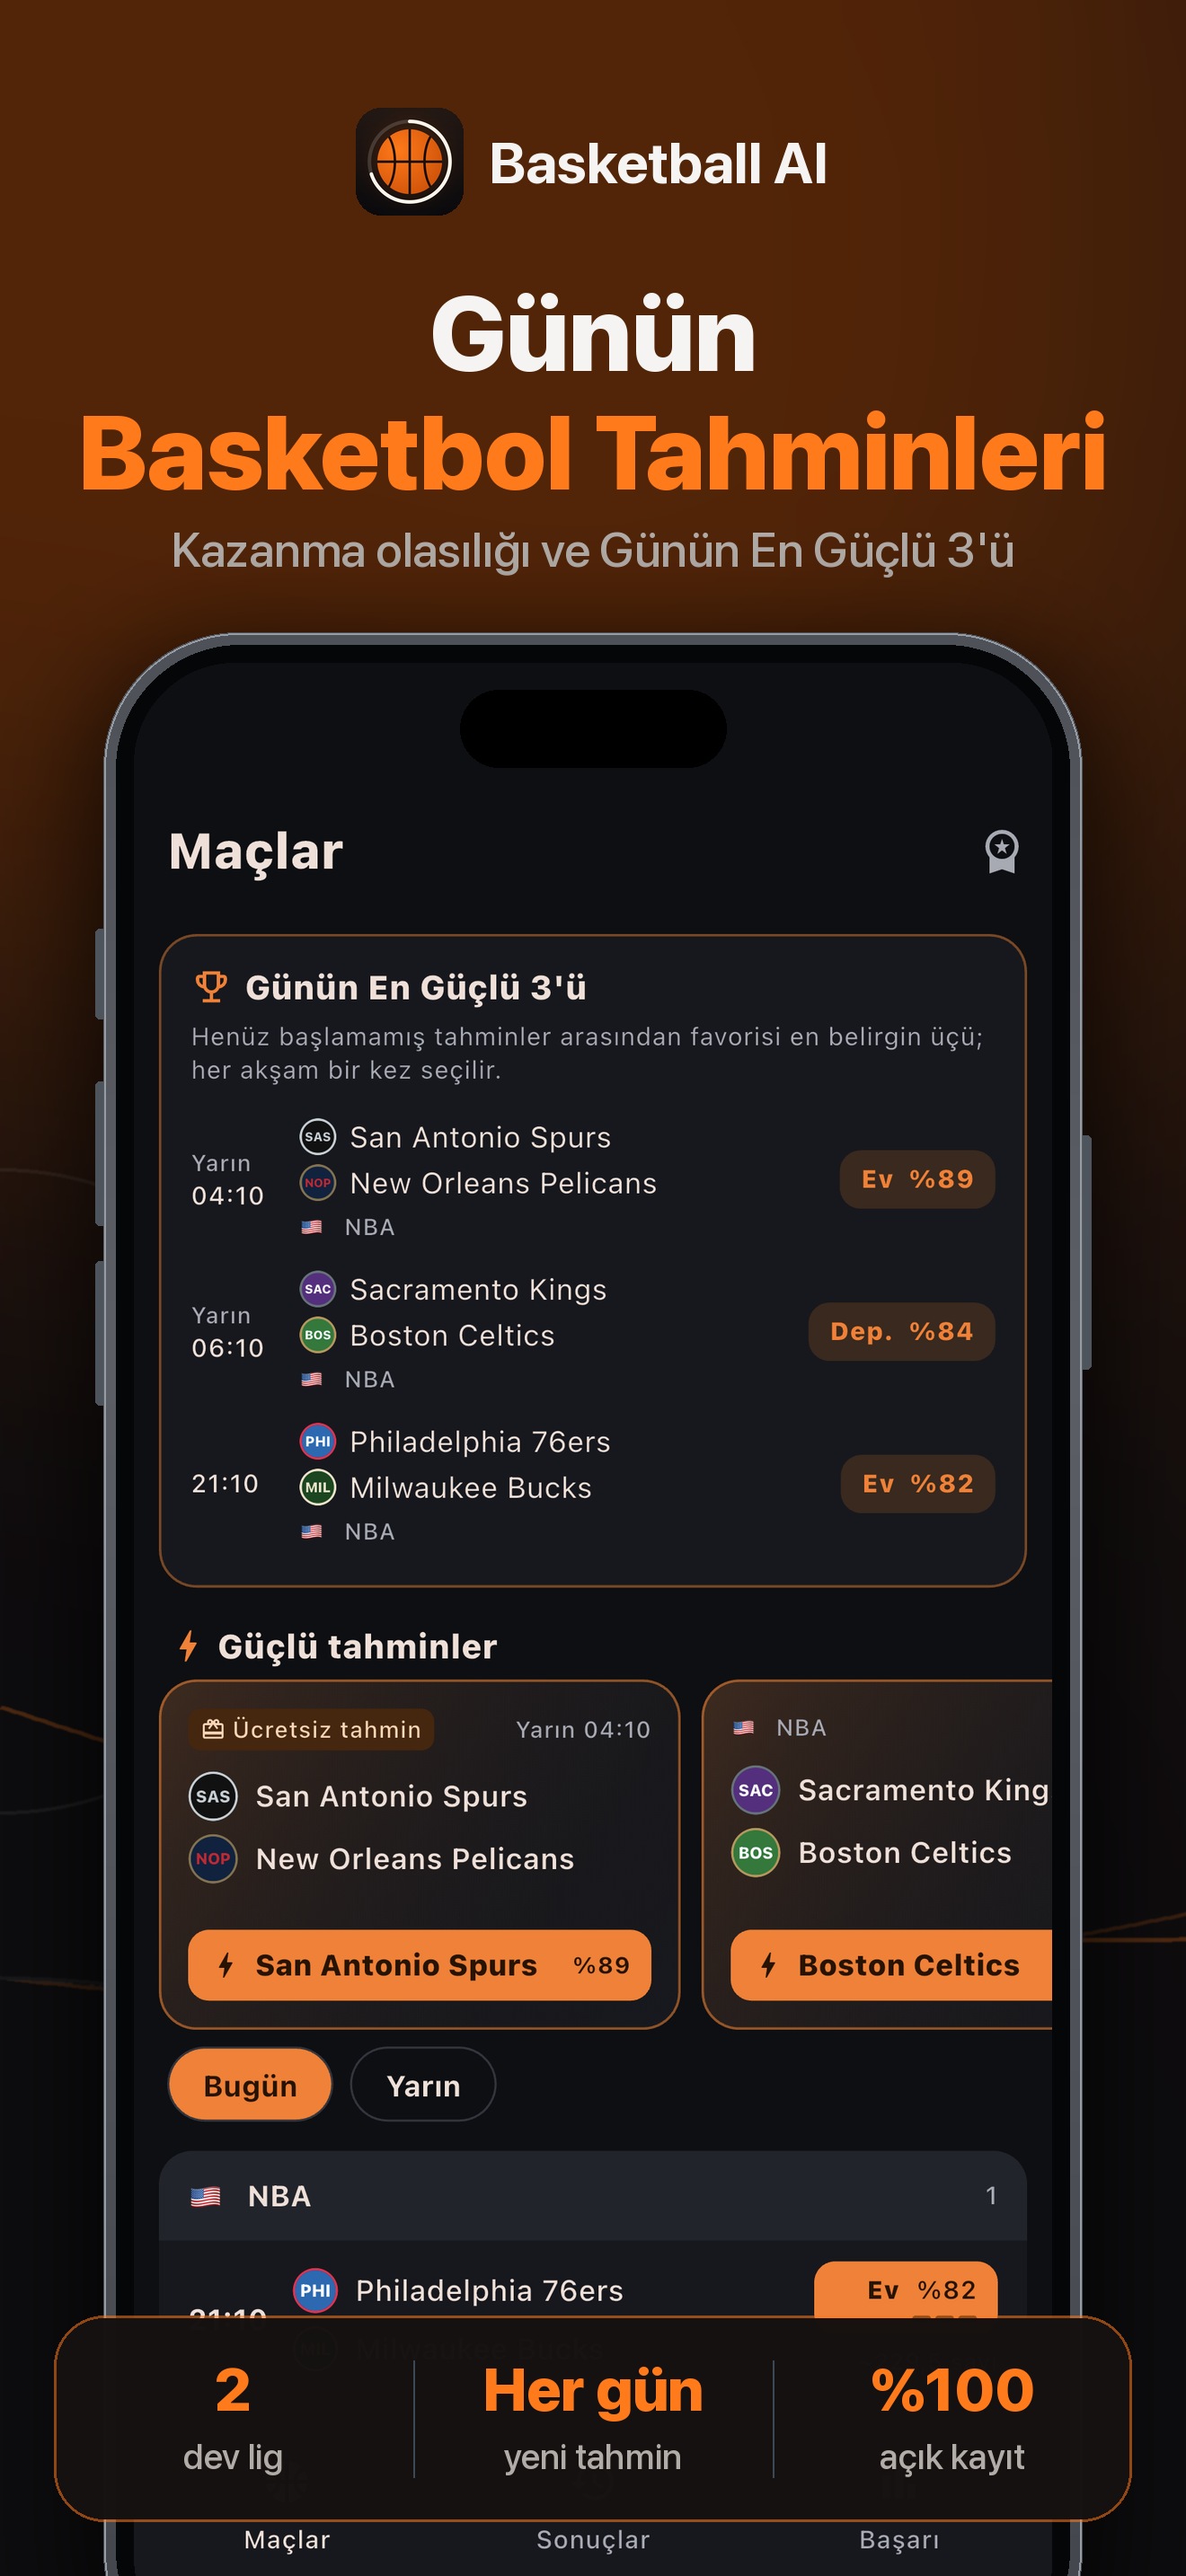 Basketball AI
Günün
Basketbol Tahminleri
Kazanma olasılığı ve Günün En Güçlü 3'ü
Maçlar
Günün En Güçlü 3'ü
Henüz başlamamış tahminler arasından favorisi en belirgin üçü;
her akşam bir kez seçilir.
Yarın
04:10
SAS San Antonio Spurs
NOP New Orleans Pelicans
NBA
Ev %89
Yarın
06:10
SAC Sacramento Kings
BOS Boston Celtics
NBA
Dep. %84
21:10
PHI Philadelphia 76ers
MIL Milwaukee Bucks
NBA
Ev %82
Güçlü tahminler
Ücretsiz tahmin Yarın 04:10
SAS San Antonio Spurs
NOP New Orleans Pelicans
San Antonio Spurs %89
NBA
SAC Sacramento King
BOS Boston Celtics
Boston Celtics
Bugün Yarın
NBA 1
PHI Philadelphia 76ers
Ev %82
21:10
MIL Milwaukee Bucks
2
dev lig
Her gün
yeni tahmin
%100
açık kayıt
Maçlar Sonuçlar Başarı